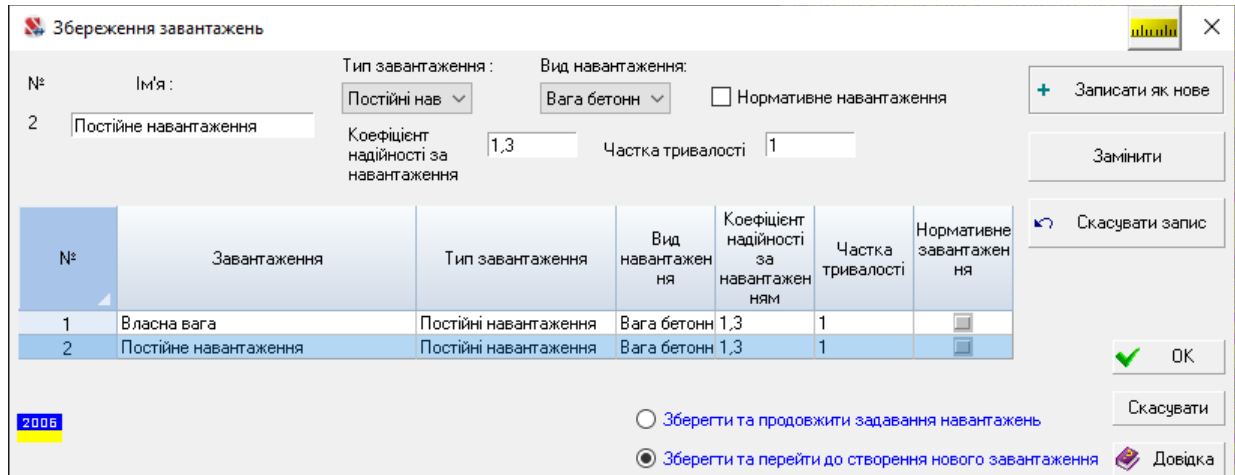 Збереження завантажень
№
Ім'я :
Тип завантаження :
Вид навантаження:
2
Постійне навантаження
Постійні нав
Вага бетонн
Нормативне навантаження
Коефіцієнт
надійності за
навантаження
1,3
Частка тривалості
1
Записати як нове
Замінити
Скасувати запис
№
Завантаження
Тип завантаження
Вид
навантажен
ня
Коефіцієнт
надійності
за
навантажен
ням
Частка
тривалості
Нормативне
завантажен
ня
1 Власна вага Постійні навантаження Вага бетонн 1,3 1
2 Постійне навантаження Постійні навантаження Вага бетонн 1,3 1
OK
2006
Зберегти та продовжити задавання навантажень
Скасувати
Зберегти та перейти до створення нового завантаження
Довідка